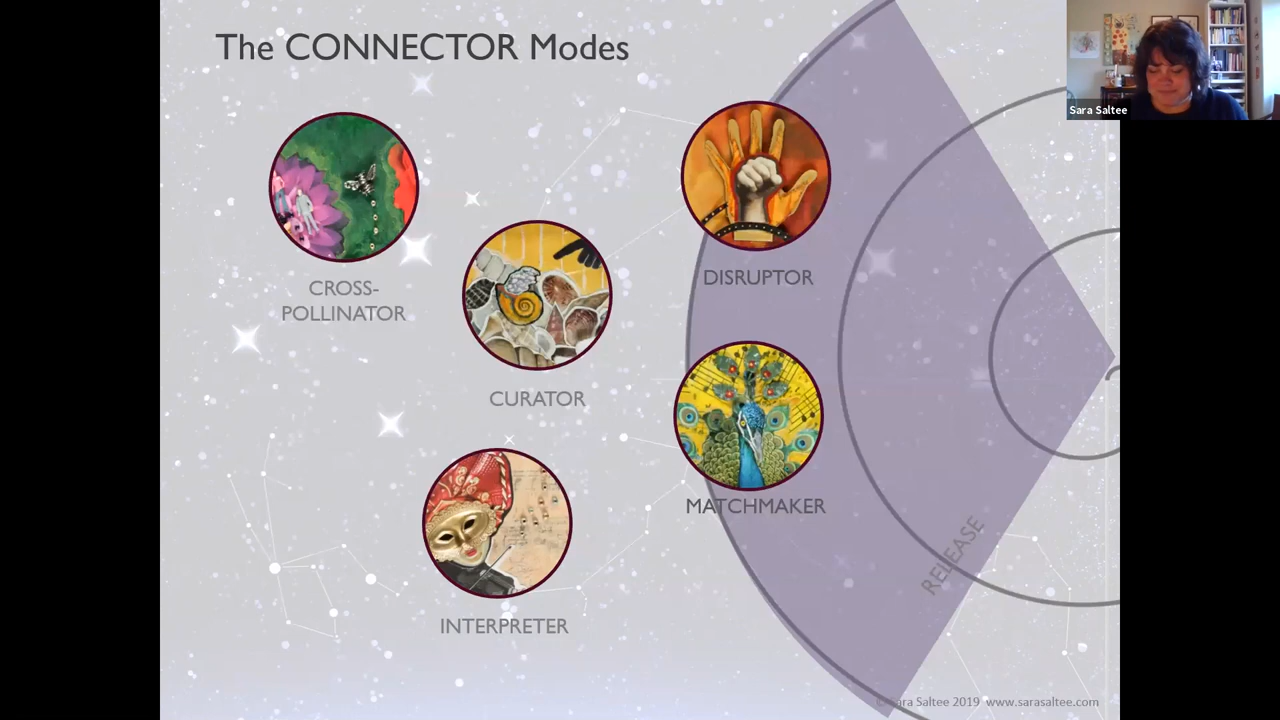 The CONNECTOR Modes
Sara Saltee
DISRUPTOR
CROSS-
POLLINATOR
CURATOR
MATCHMAKER
RELEASE
INTERPRETER
© Sara Saltee 2019 www.sarasaltee.com